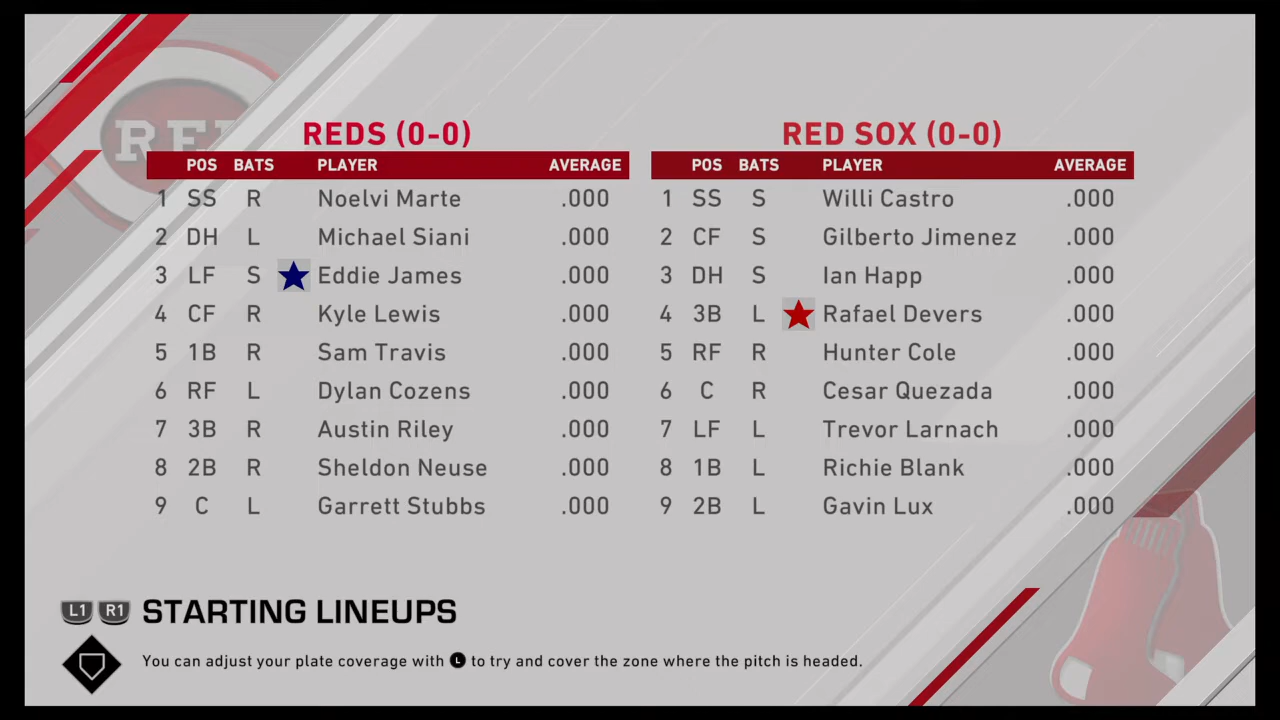 REDS
REDS (0-0)
POS BATS PLAYER AVERAGE
1 SS R Noelvi Marte .000
2 DH L Michael Siani .000
3 LF S Eddie James .000
4 CF R Kyle Lewis .000
5 1B R Sam Travis .000
6 RF L Dylan Cozens .000
7 3B R Austin Riley .000
8 2B R Sheldon Neuse .000
9 C L Garrett Stubbs .000
RED SOX (0-0)
POS BATS PLAYER AVERAGE
1 SS S Willi Castro .000
2 CF S Gilberto Jimenez .000
3 DH S Ian Happ .000
4 3B L Rafael Devers .000
5 RF R Hunter Cole .000
6 C R Cesar Quezada .000
7 LF L Trevor Larnach .000
8 1B L Richie Blank .000
9 2B L Gavin Lux .000
L1 R1 STARTING LINEUPS
You can adjust your plate coverage with L to try and cover the zone where the pitch is headed.